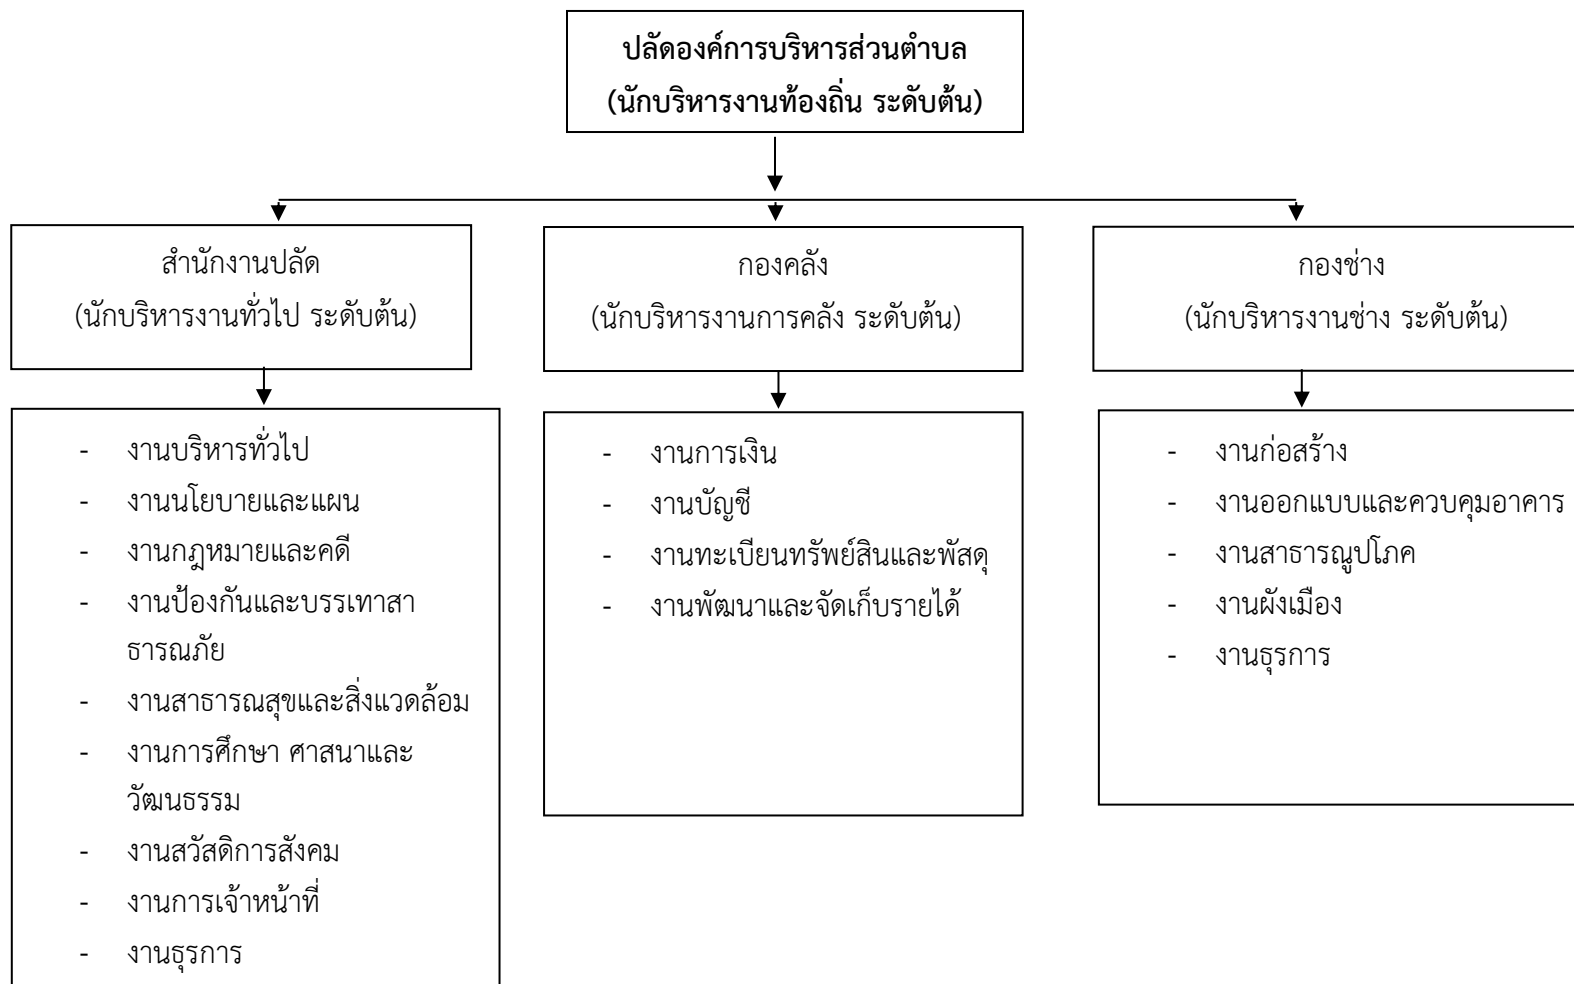 ปลัดองค์การบริหารส่วนตำบล
(นักบริหารงานท้องถิ่น ระดับต้น)
สำนักงานปลัด
(นักบริหารงานทั่วไป ระดับต้น)
กองคลัง
(นักบริหารงานการคลัง ระดับต้น)
กองช่าง
(นักบริหารงานช่าง ระดับต้น)
- งานบริหารทั่วไป
- งานนโยบายและแผน
- งานกฎหมายและคดี
- งานป้องกันและบรรเทาสา
ธารณภัย
- งานสาธารณสุขและสิ่งแวดล้อม
- งานการศึกษา ศาสนาและ
วัฒนธรรม
- งานสวัสดิการสังคม
- งานการเจ้าหน้าที่
- งานธุรการ
- งานการเงิน
- งานบัญชี
- งานทะเบียนทรัพย์สินและพัสดุ
- งานพัฒนาและจัดเก็บรายได้
- งานก่อสร้าง
- งานออกแบบและควบคุมอาคาร
- งานสาธารณูปโภค
- งานผังเมือง
- งานธุรการ